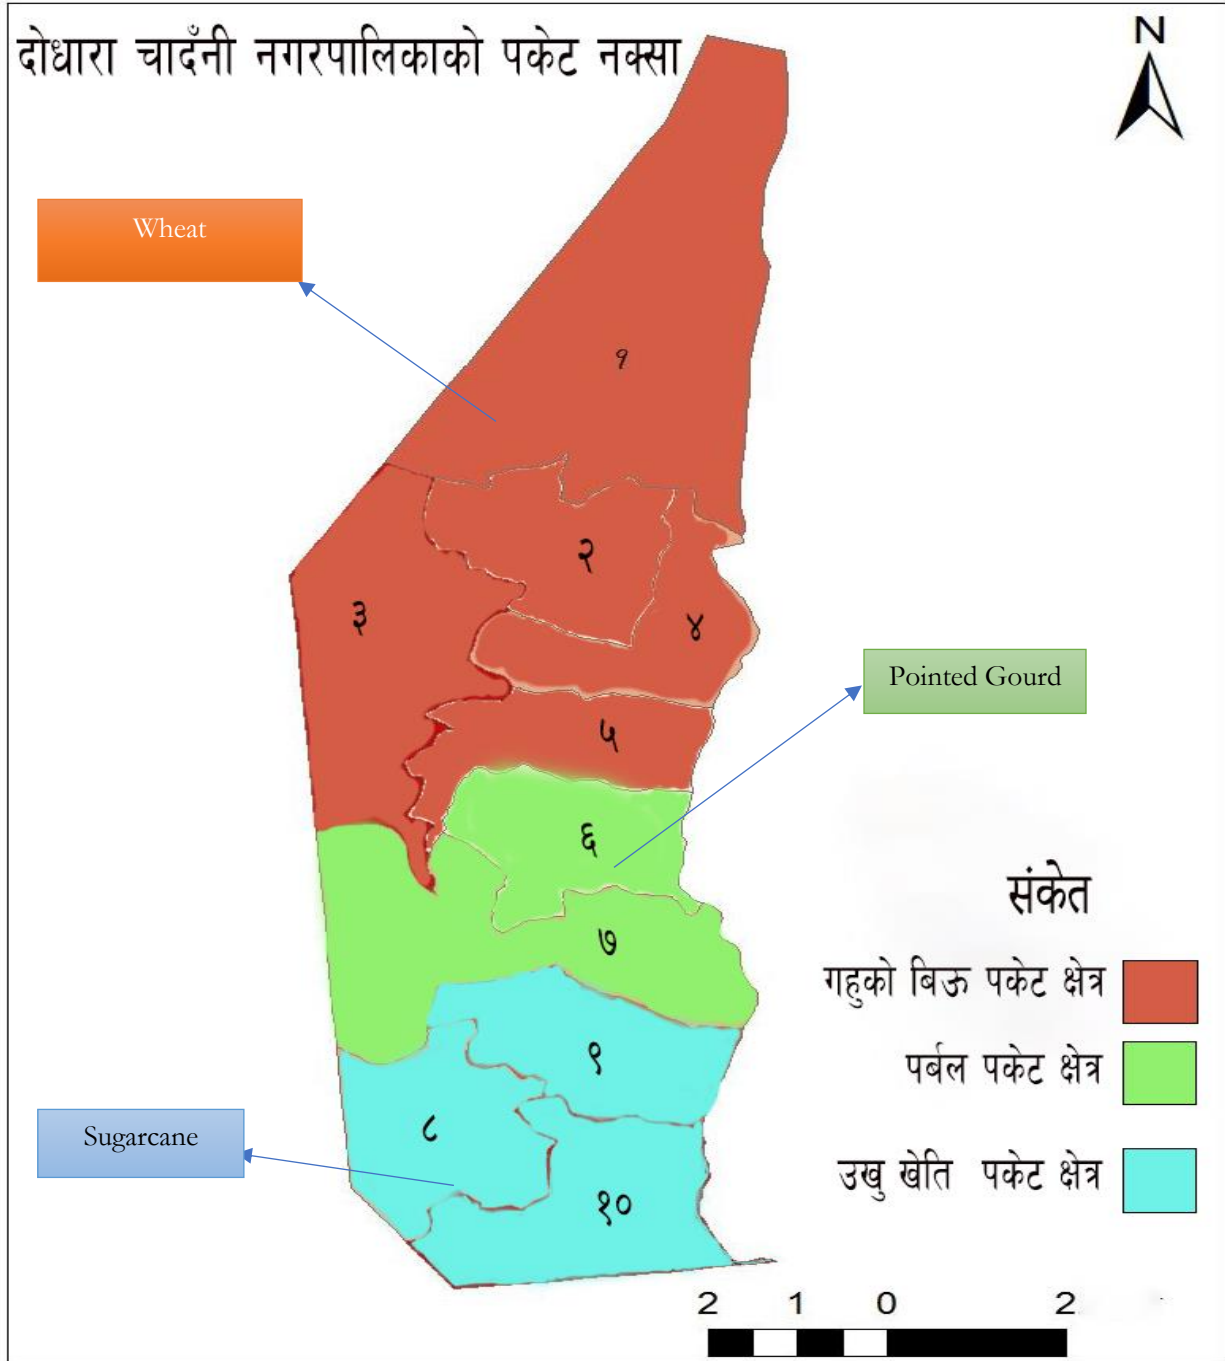 दोधारा चादँनी नगरपालिकाको पकेट नक्सा
N
Wheat
१
२
३
४
Pointed Gourd
५
६
७
संकेत
गहुको बिऊ पकेट क्षेत्र
९
पर्बल पकेट क्षेत्र
Sugarcane
८
उखु खेति पकेट क्षेत्र
१०
2 1 0 2